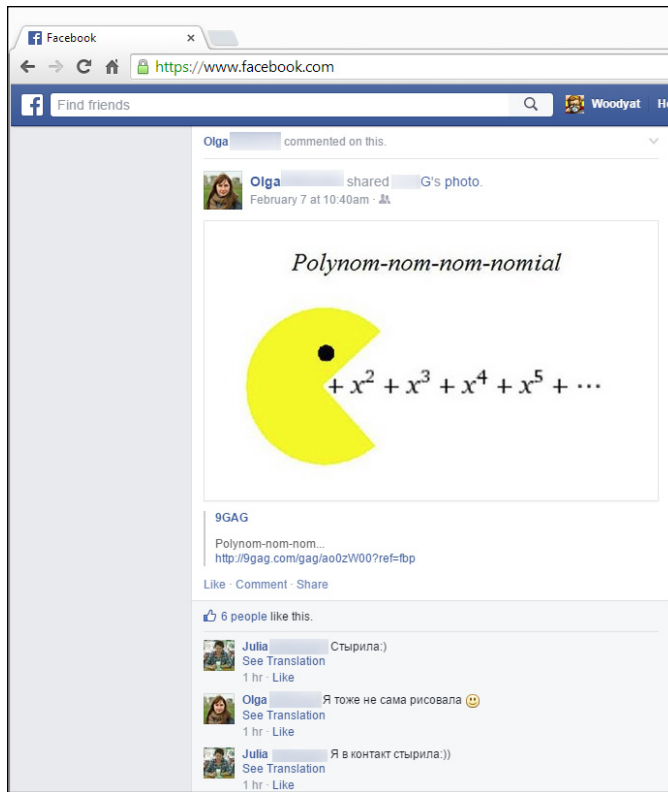 Facebook
https://www.facebook.com
Find friends
Woodyat
Olga commented on this.
Olga shared G's photo.
February 7 at 10:40am ·
Polynom-nom-nom-nomial
+ x² + x³ + x⁴ + x⁵ + ⋯
9GAG
Polynom-nom-nom...
http://9gag.com/gag/ao0zW00?ref=fbp
Like · Comment · Share
6 people like this.
Julia Стырила:)
See Translation
1 hr · Like
Olga Я тоже не сама рисовала
See Translation
1 hr · Like
Julia Я в контакт стырила:))
See Translation
1 hr · Like